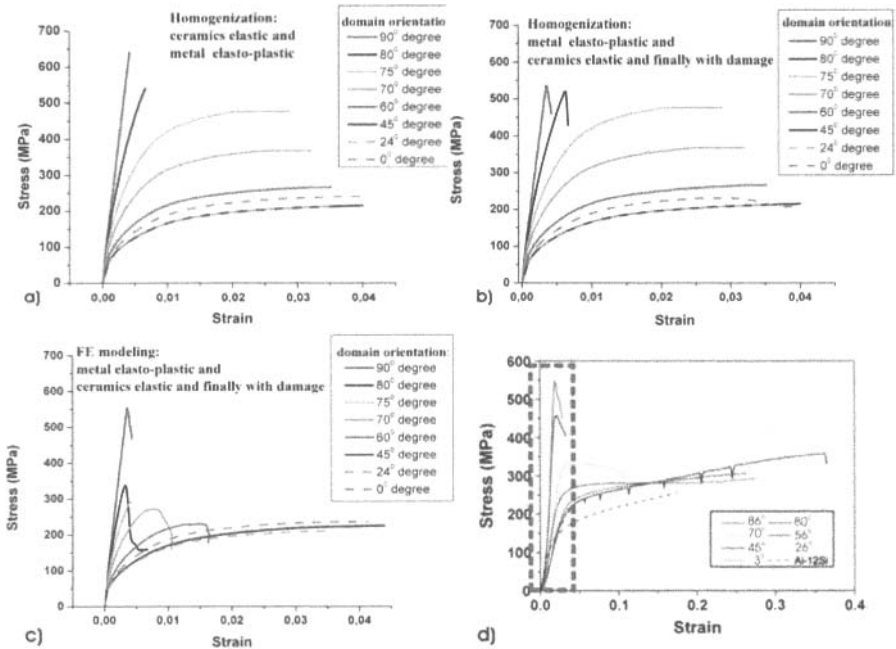 Homogenization:
ceramics elastic and
metal elasto-plastic
domain orientatio
90° degree
80° degree
75° degree
70° degree
60° degree
45° degree
24° degree
0° degree
700
600
500
400
300
200
100
0
Stress (MPa)
0,00
0,01
0,02
0,03
0,04
Strain
a)
Homogenization:
metal elasto-plastic and
ceramics elastic and finally with damage
domain orientation:
90° degree
80° degree
75° degree
70° degree
60° degree
45° degree
24° degree
0° degree
700
600
500
400
300
200
100
0
Stress (MPa)
0,00
0,01
0,02
0,03
0,04
Strain
b)
FE modeling:
metal elasto-plastic and
ceramics elastic and finally with damage
domain orientation:
90° degree
80° degree
75° degree
70° degree
60° degree
45° degree
24° degree
0° degree
700
600
500
400
300
200
100
0
Stress (MPa)
0,00
0,01
0,02
0,03
0,04
Strain
c)
600
500
400
300
200
100
0
Stress (MPa)
86° 80°
70° 56°
45° 26°
3° Al-12Si
0.0
0.1
0.2
0.3
0.4
Strain
d)